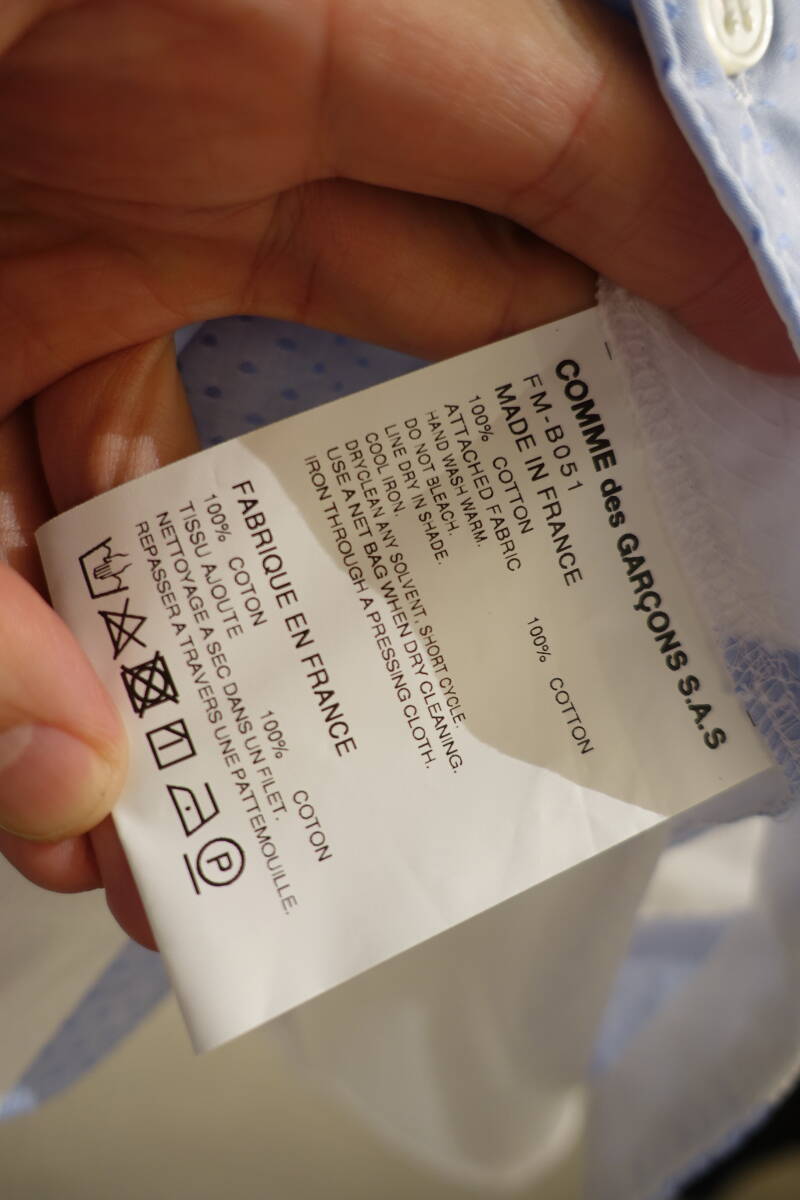 COMME des GARÇONS S.A.S
FM-B051
MADE IN FRANCE
100% COTTON
ATTACHED FABRIC 100% COTTON
HAND WASH WARM.
DO NOT BLEACH.
LINE DRY IN SHADE.
COOL IRON.
DRYCLEAN ANY SOLVENT, SHORT CYCLE.
USE A NET BAG WHEN DRY CLEANING.
IRON THROUGH A PRESSING CLOTH.
FABRIQUE EN FRANCE
100% COTON
TISSU AJOUTE 100% COTON
NETTOYAGE A SEC DANS UN FILET.
REPASSER A TRAVERS UNE PATTEMOUILLE.
P